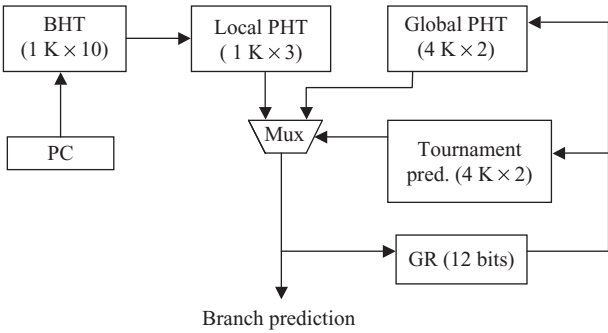 BHT
(1 K × 10)
Local PHT
( 1 K × 3)
Global PHT
(4 K × 2)
Mux
PC
Tournament
pred. (4 K × 2)
GR (12 bits)
Branch prediction